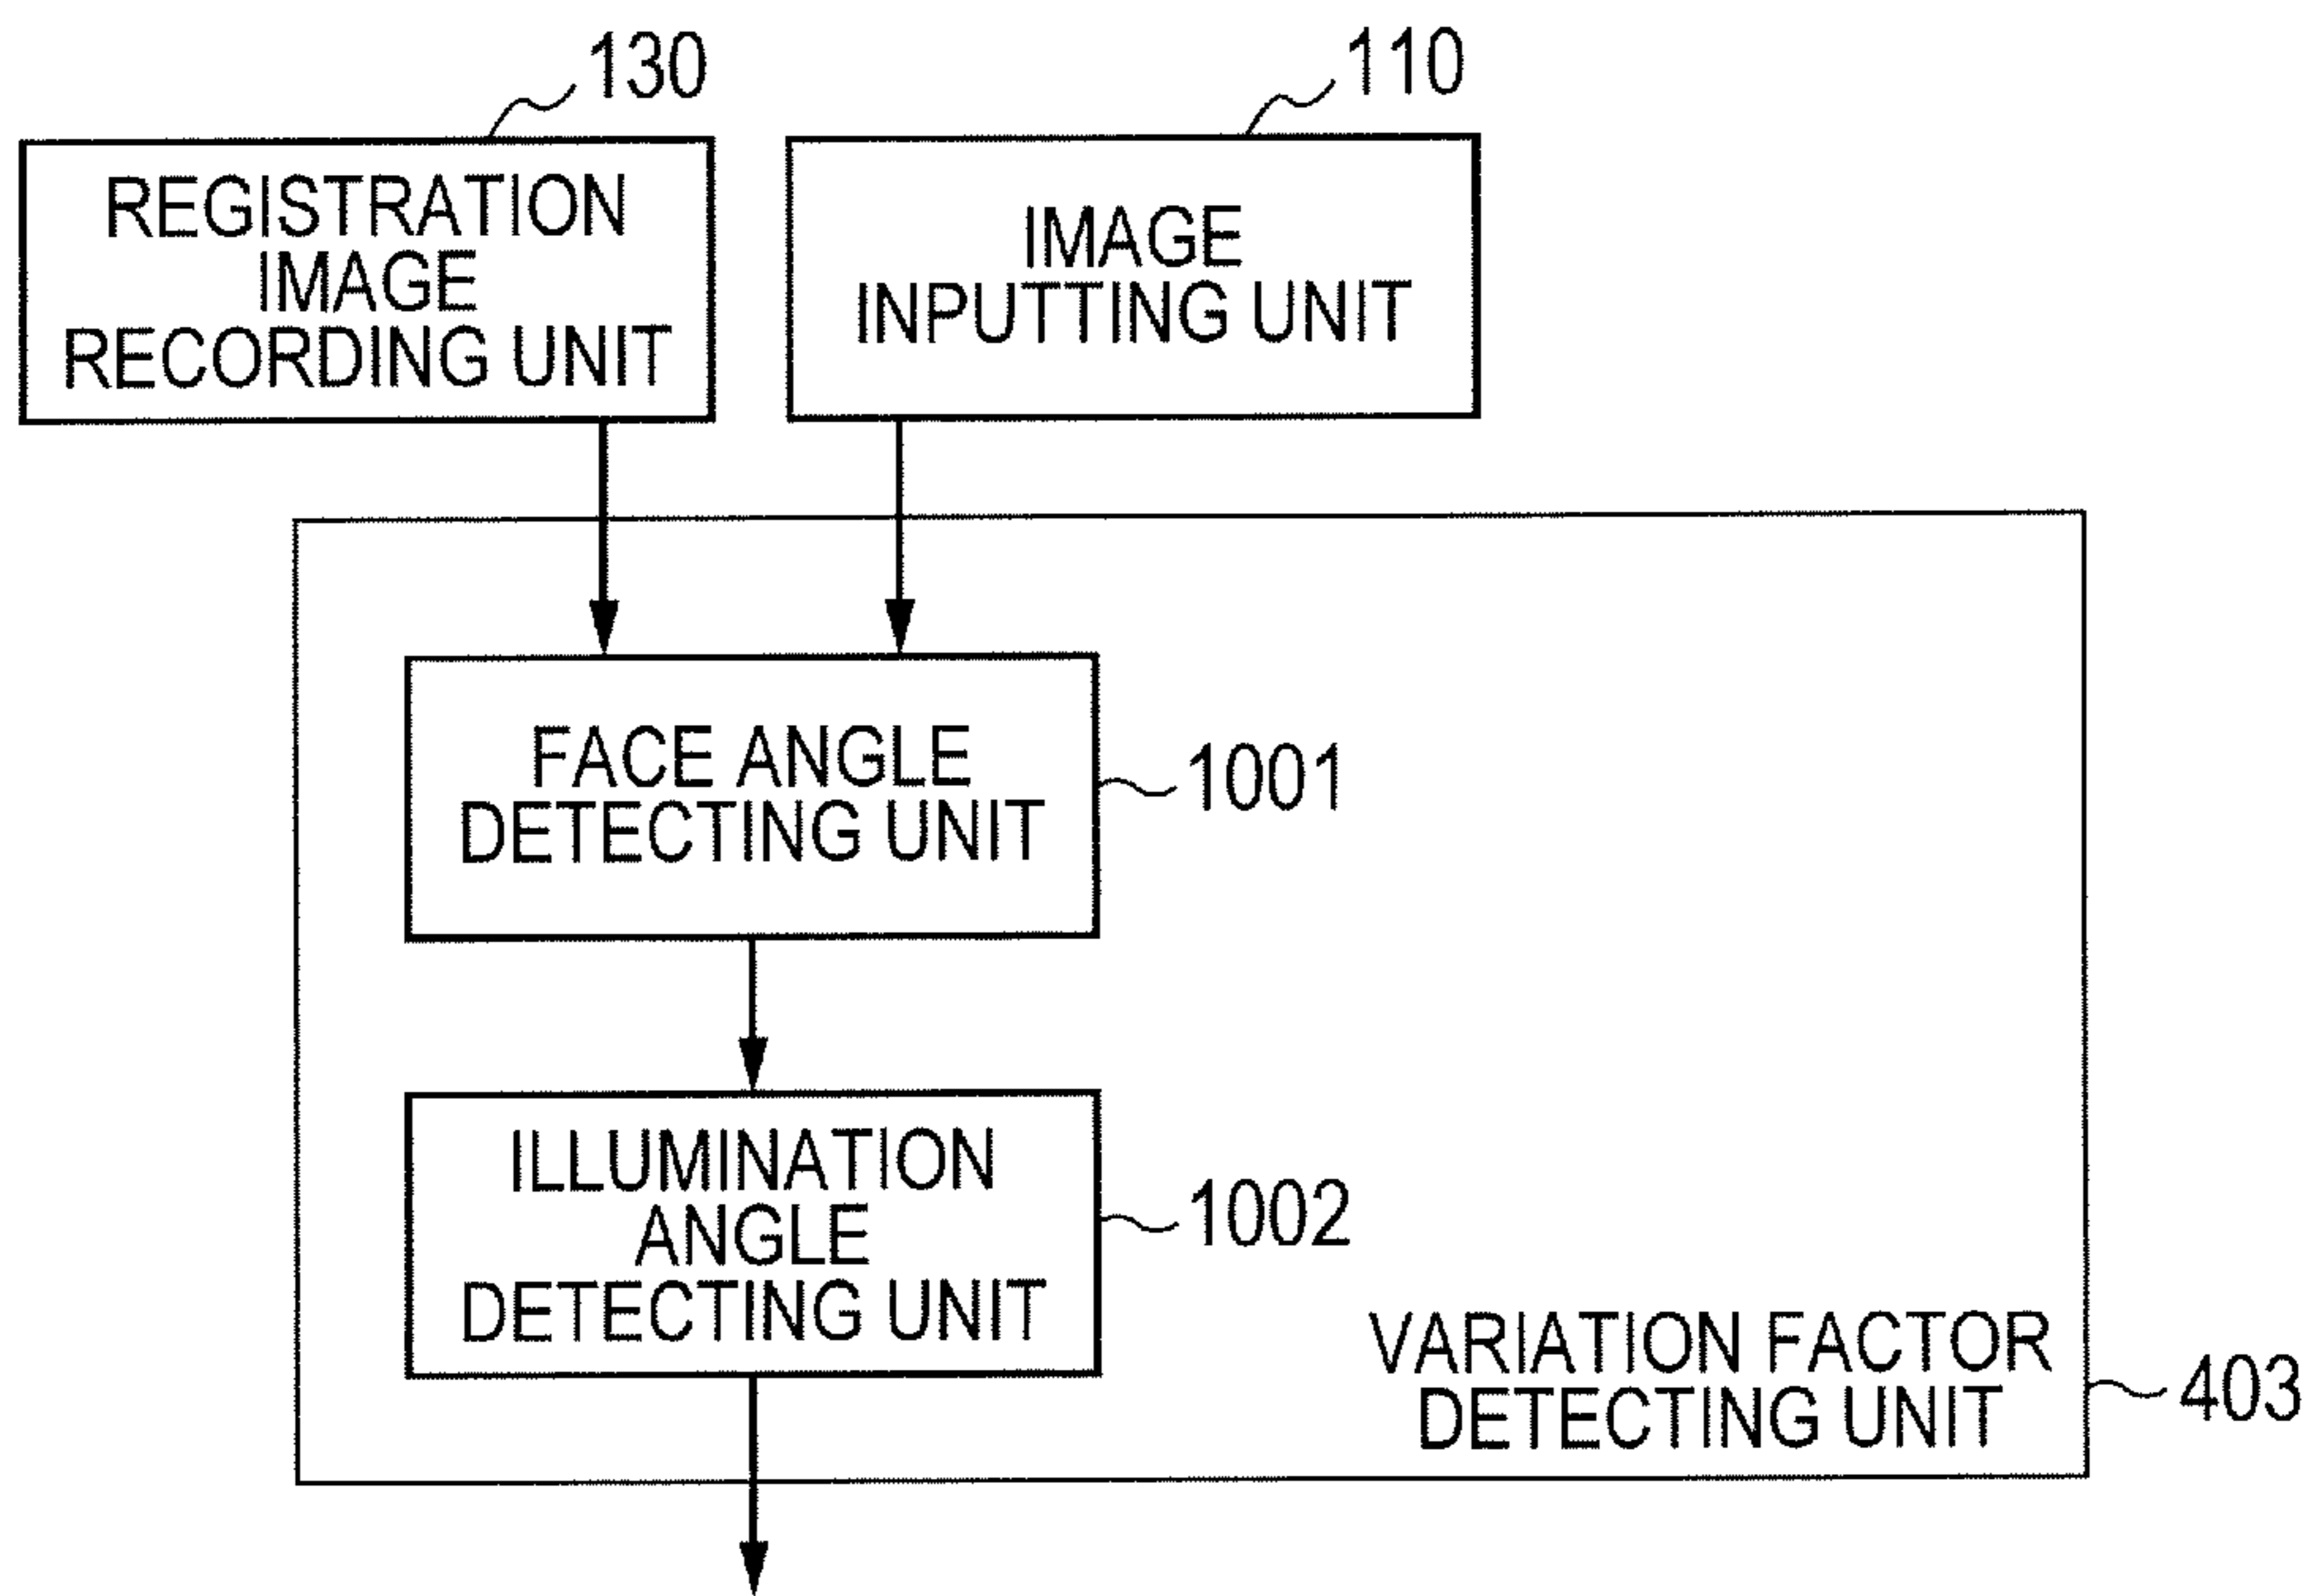 130
110
REGISTRATION
IMAGE
RECORDING UNIT
IMAGE
INPUTTING UNIT
FACE ANGLE
DETECTING UNIT
1001
ILLUMINATION
ANGLE
DETECTING UNIT
1002
VARIATION FACTOR
DETECTING UNIT
403